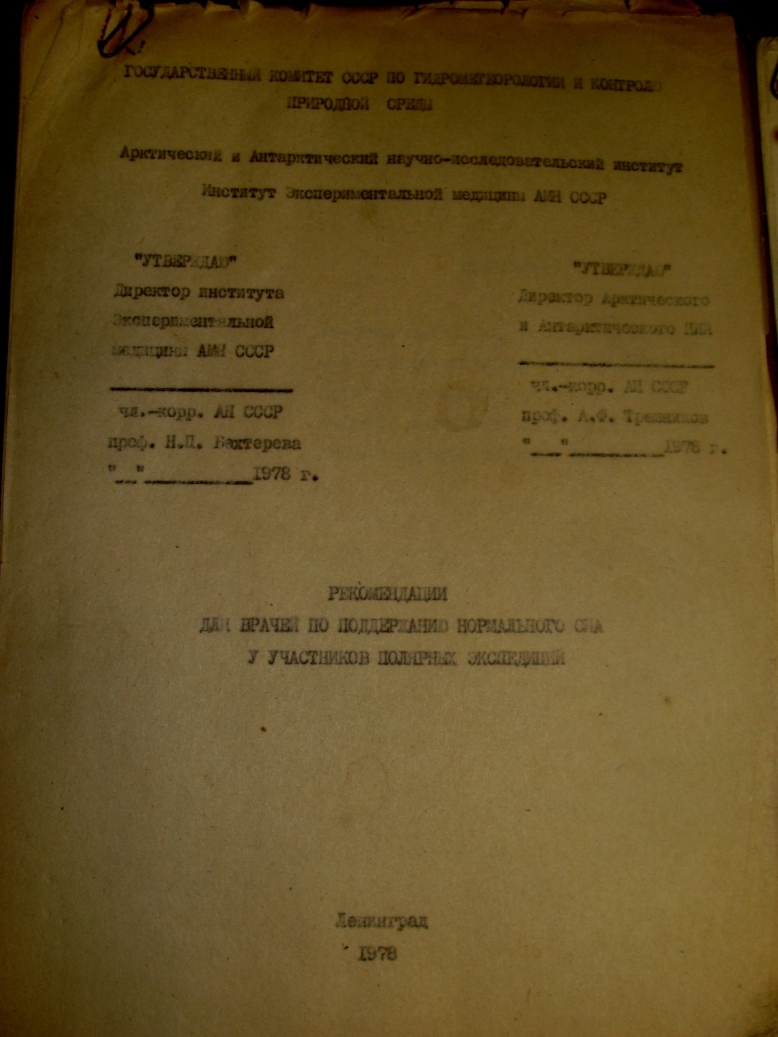 ГОСУДАРСТВЕННЫЙ КОМИТЕТ СССР ПО ГИДРОМЕТЕОРОЛОГИИ И КОНТРОЛЮ
ПРИРОДНОЙ СРЕДЫ
Арктический и Антарктический научно-исследовательский институт
Институт Экспериментальной медицины АМН СССР
"УТВЕРЖДАЮ"
Директор института
Экспериментальной
медицины АМН СССР
чл.-корр. АН СССР
проф. Н.П. Бехтерева
" " 1978 г.
"УТВЕРЖДАЮ"
Директор Арктического
и Антарктического НИИ
чл.-корр. АН СССР
проф. А.Ф. Трешников
" " 1978 г.
РЕКОМЕНДАЦИИ
ДЛЯ ВРАЧЕЙ ПО ПОДДЕРЖАНИЮ НОРМАЛЬНОГО СНА
У УЧАСТНИКОВ ПОЛЯРНЫХ ЭКСПЕДИЦИЙ
Ленинград
1978